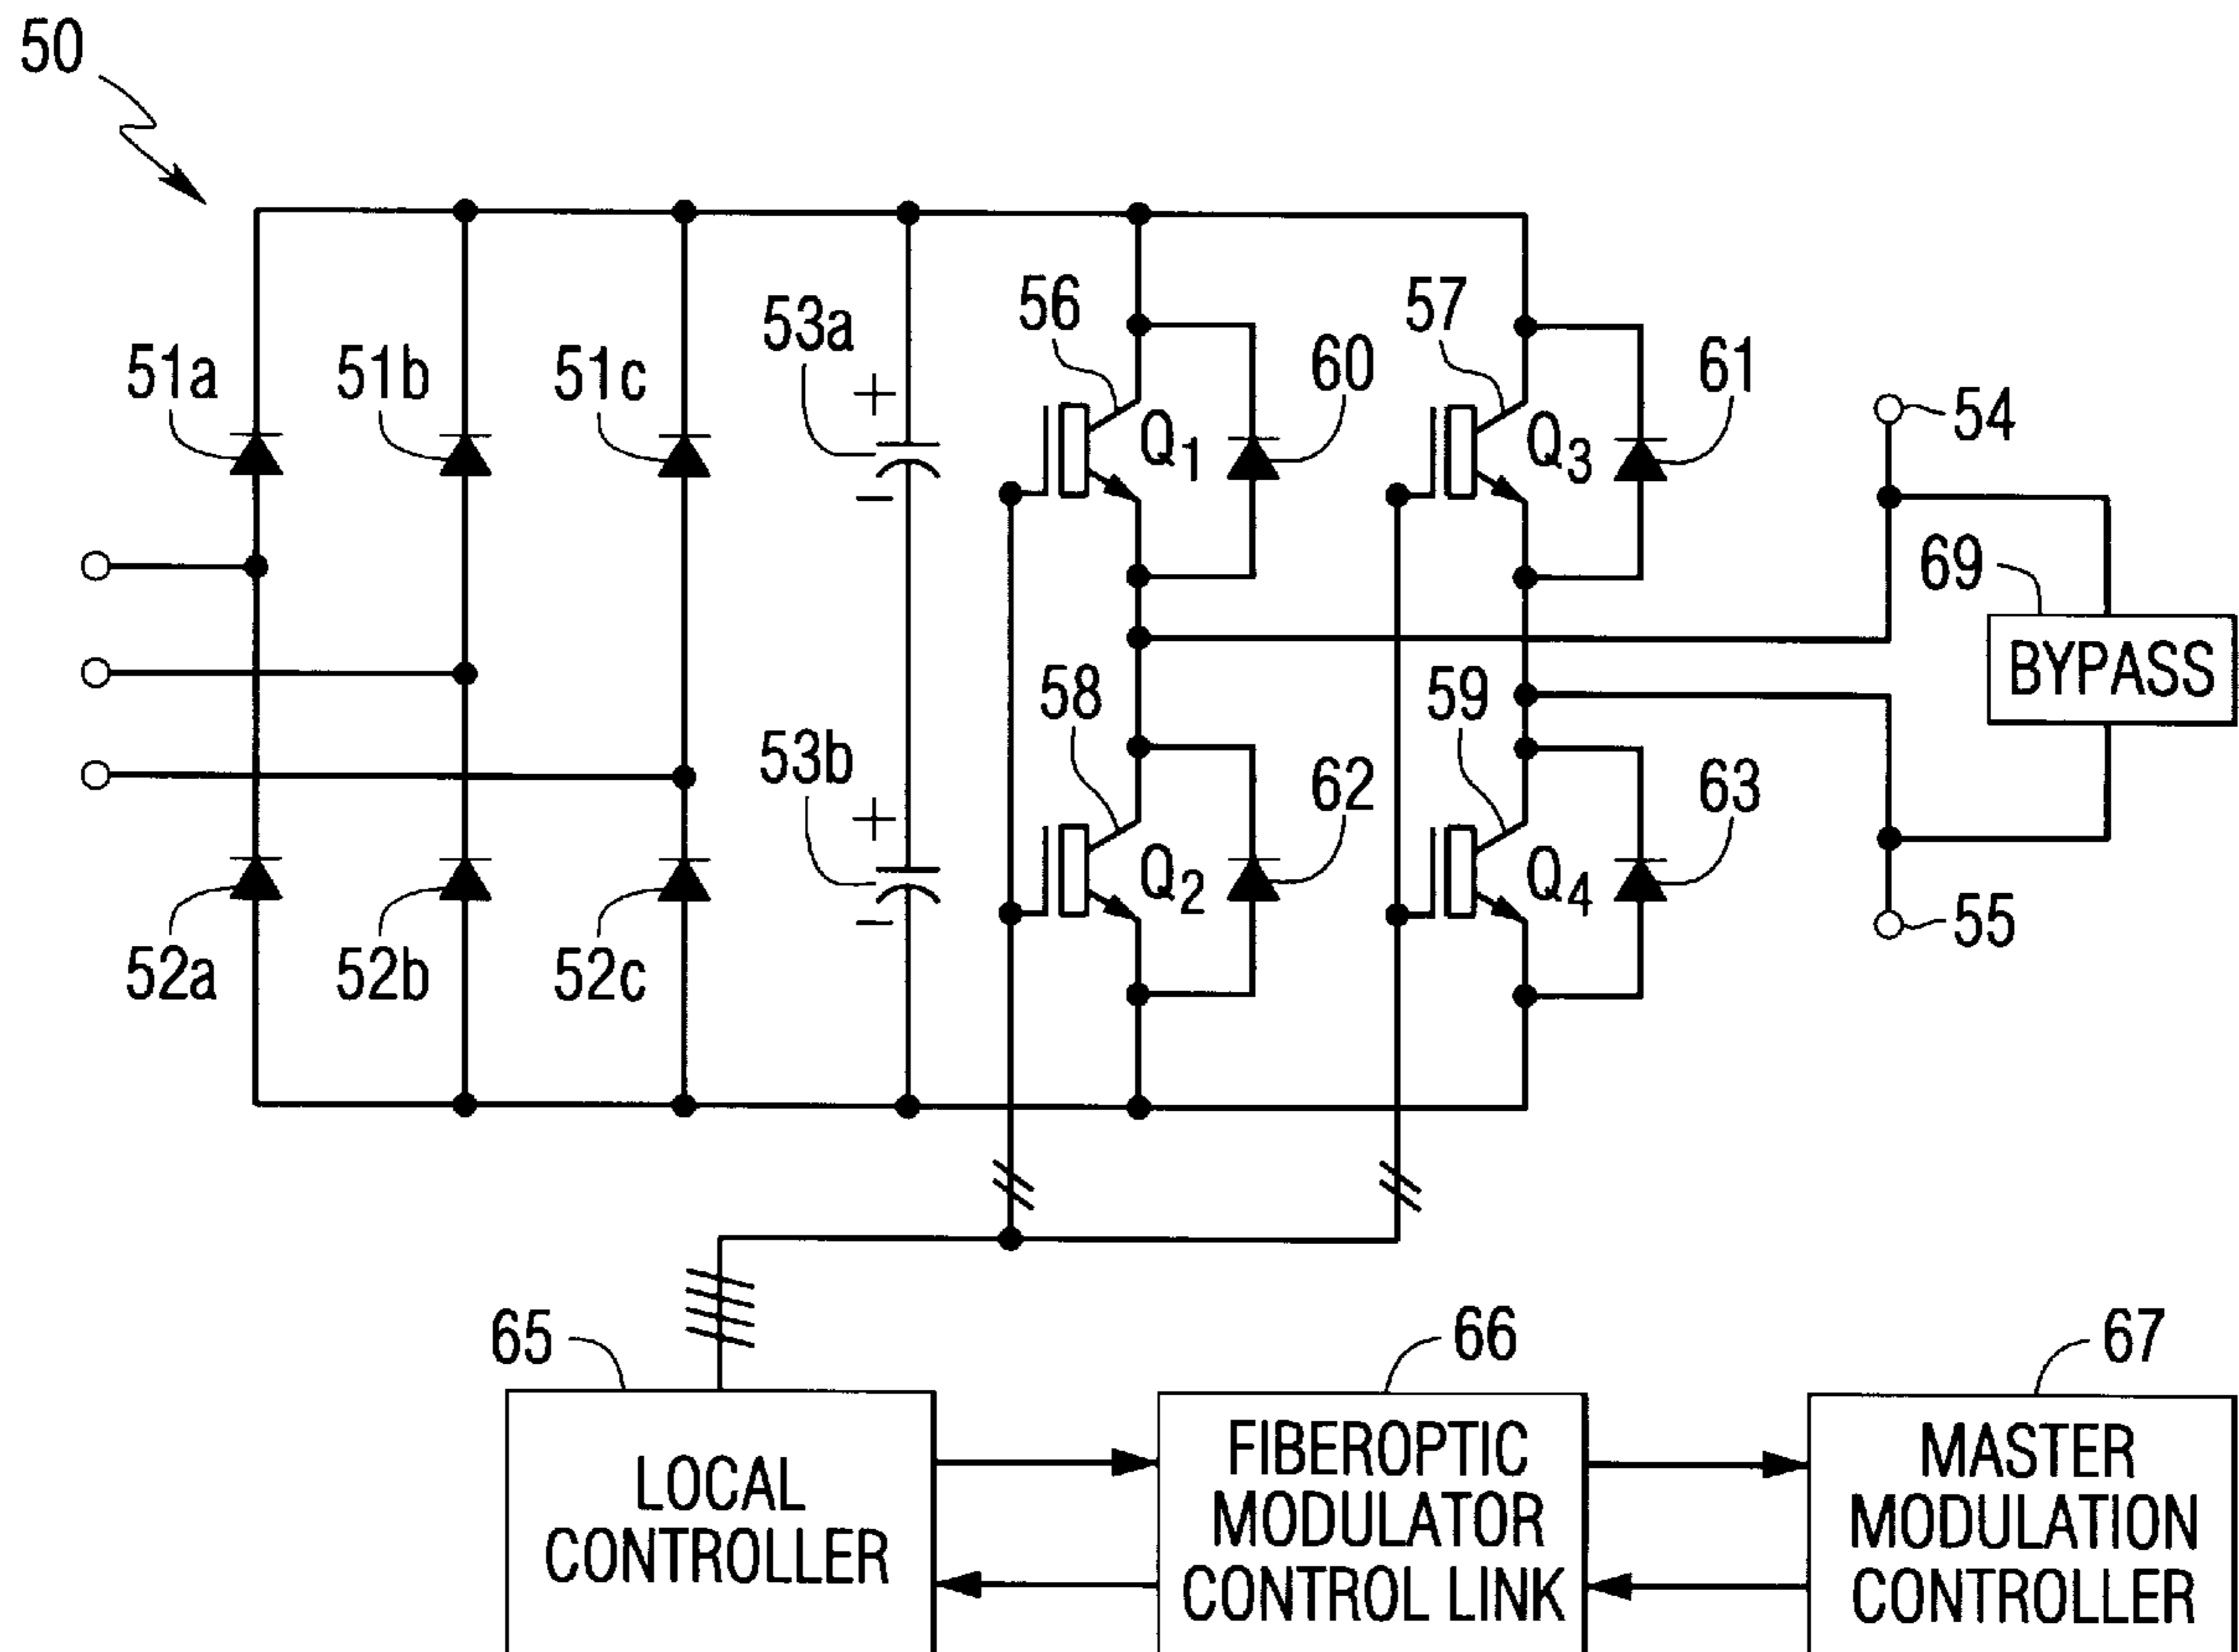 50
51a
51b
51c
53a
+
−
56
Q1
60
57
Q3
61
54
69
BYPASS
53b
+
−
58
Q2
62
59
Q4
63
55
52a
52b
52c
65
66
67
LOCAL
CONTROLLER
FIBEROPTIC
MODULATOR
CONTROL LINK
MASTER
MODULATION
CONTROLLER